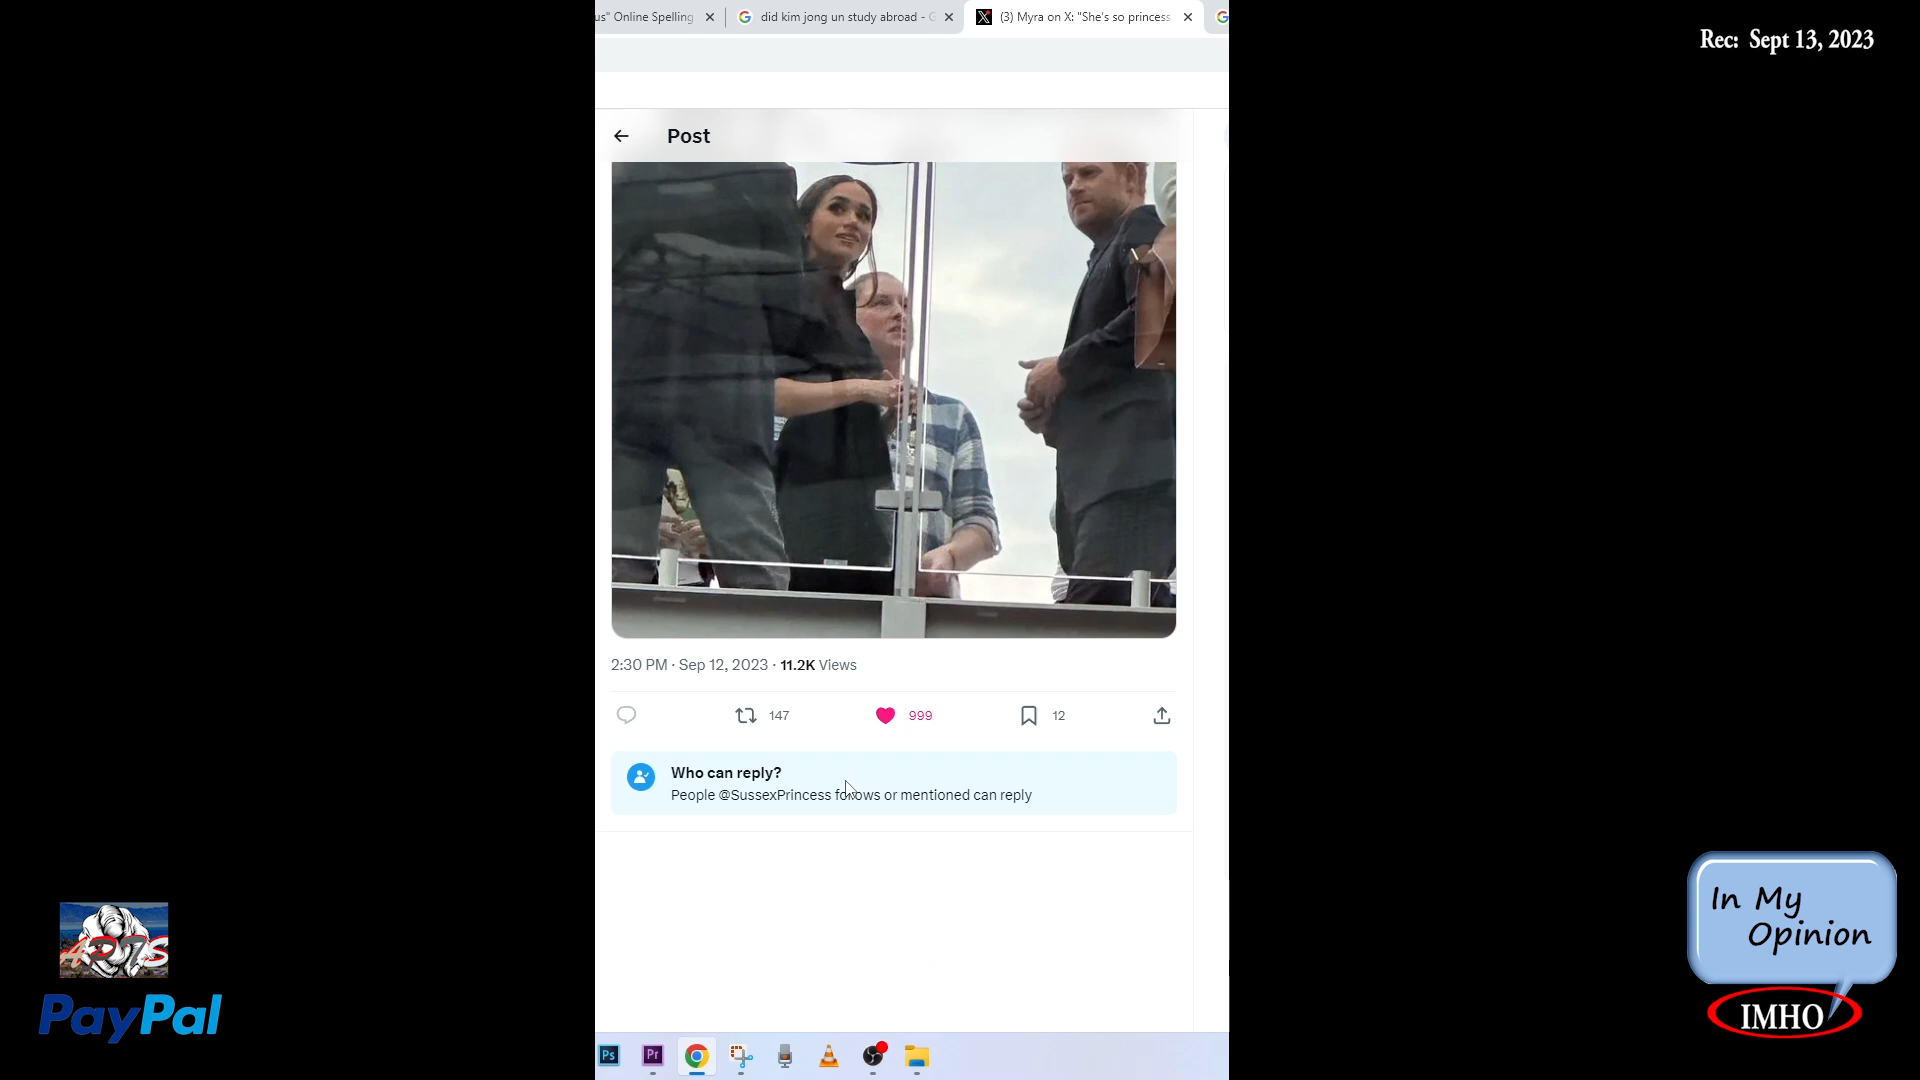 us" Online Spelling
did kim jong un study abroad - G
(3) Myra on X: "She's so princess
Rec: Sept 13, 2023
Post
2:30 PM · Sep 12, 2023 · 11.2K Views
147
999
12
Who can reply?
People @SussexPrincess follows or mentioned can reply
In My
Opinion
IMHO
PayPal
Ps
Pr